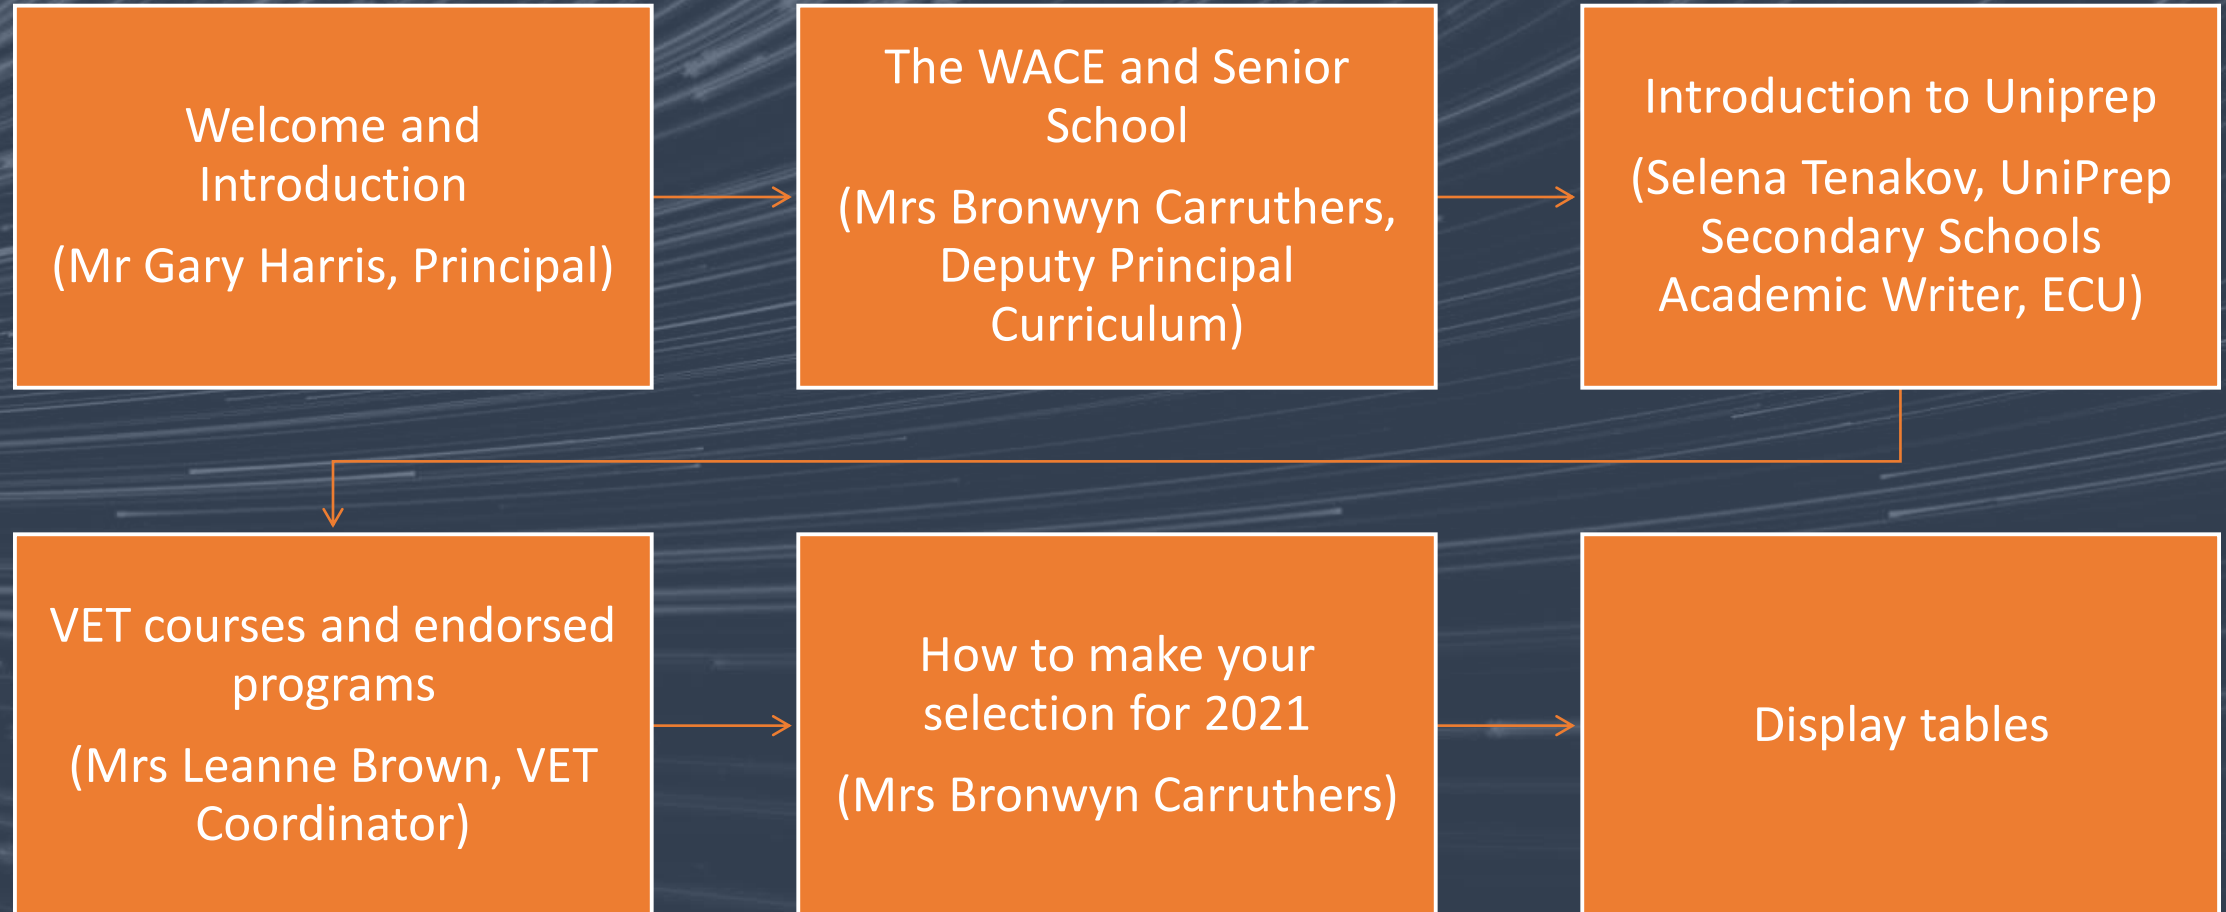 Welcome and
Introduction
(Mr Gary Harris, Principal)
The WACE and Senior
School
(Mrs Bronwyn Carruthers,
Deputy Principal
Curriculum)
Introduction to Uniprep
(Selena Tenakov, UniPrep
Secondary Schools
Academic Writer, ECU)
VET courses and endorsed
programs
(Mrs Leanne Brown, VET
Coordinator)
How to make your
selection for 2021
(Mrs Bronwyn Carruthers)
Display tables